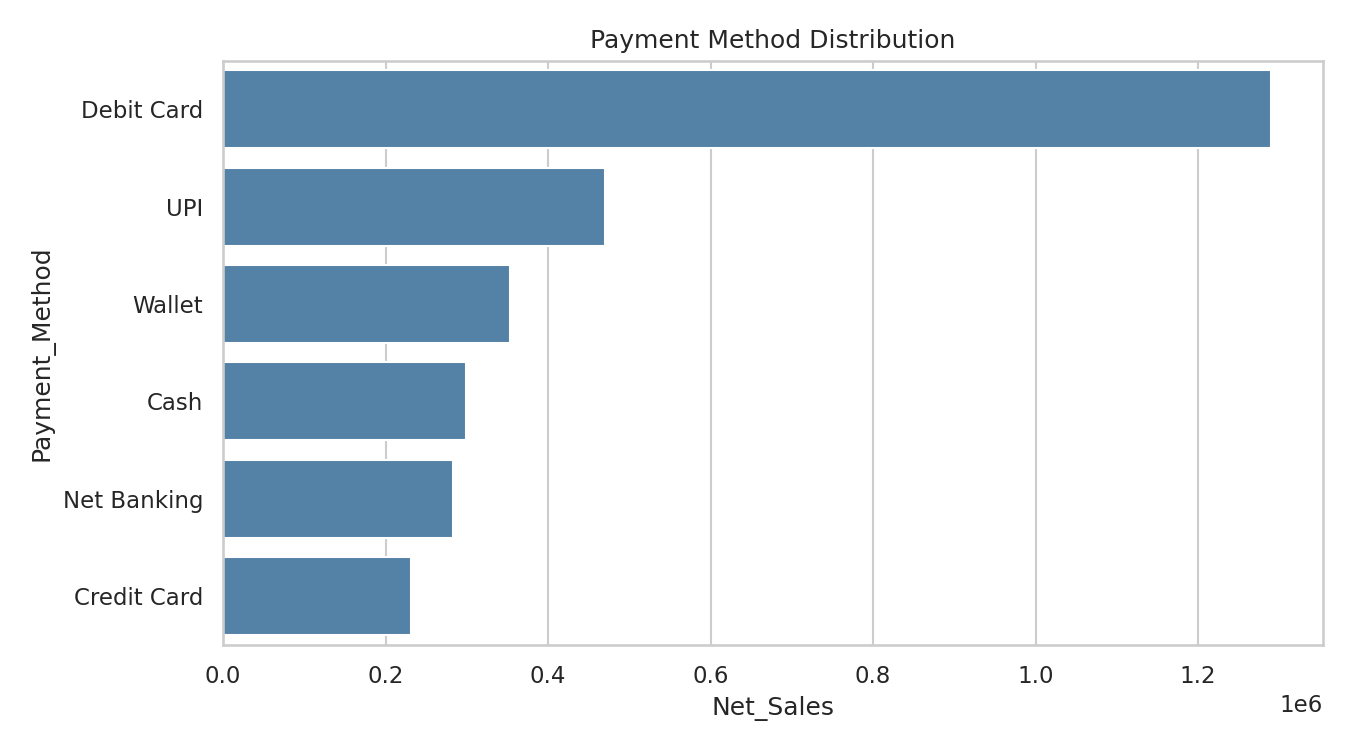 Payment Method Distribution
Payment_Method
Debit Card
UPI
Wallet
Cash
Net Banking
Credit Card
0.0 0.2 0.4 0.6 0.8 1.0 1.2
1e6
Net_Sales